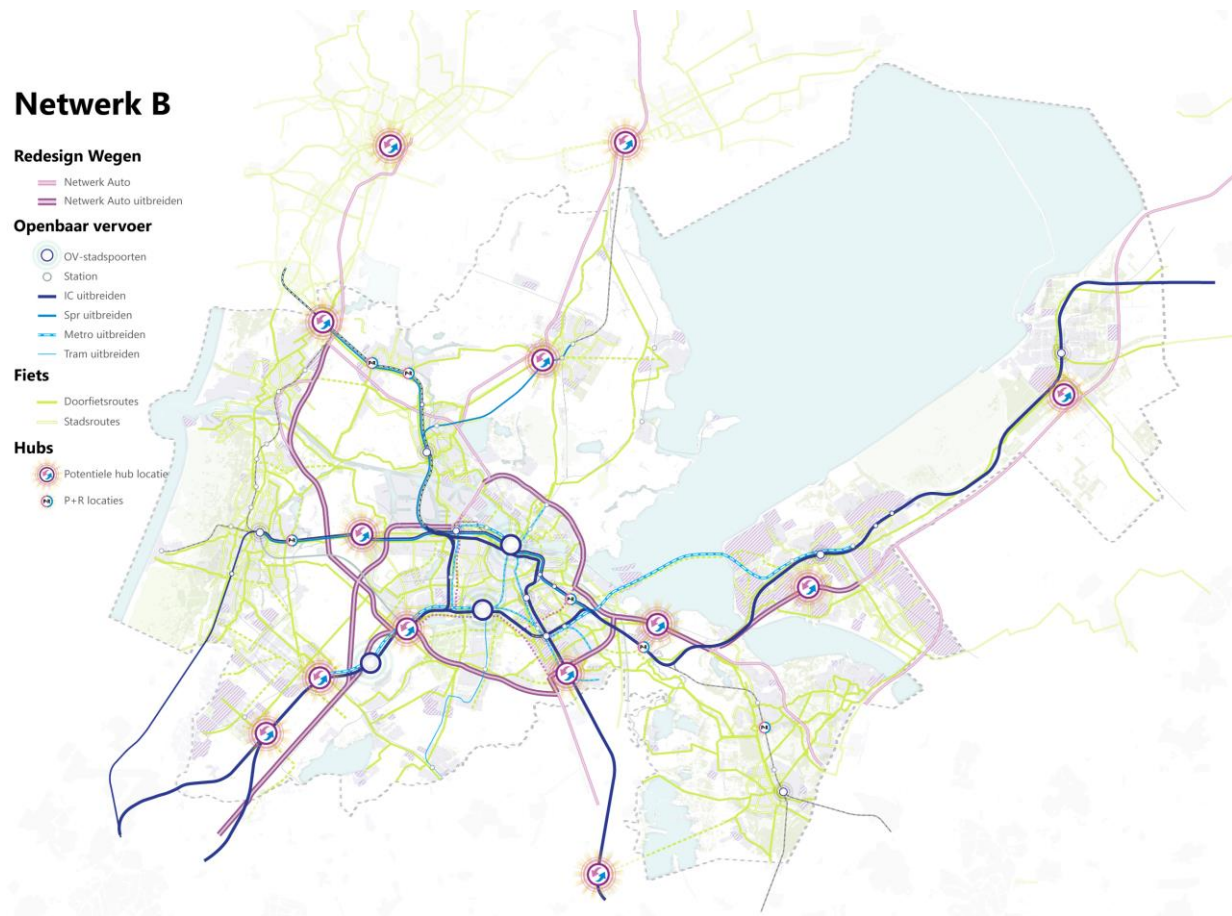 Netwerk B
Redesign Wegen
Netwerk Auto
Netwerk Auto uitbreiden
Openbaar vervoer
OV-stadspoorten
Station
IC uitbreiden
Spr uitbreiden
Metro uitbreiden
Tram uitbreiden
Fiets
Doorfietsroutes
Stadsroutes
Hubs
Potentiele hub locatie
P+R locaties